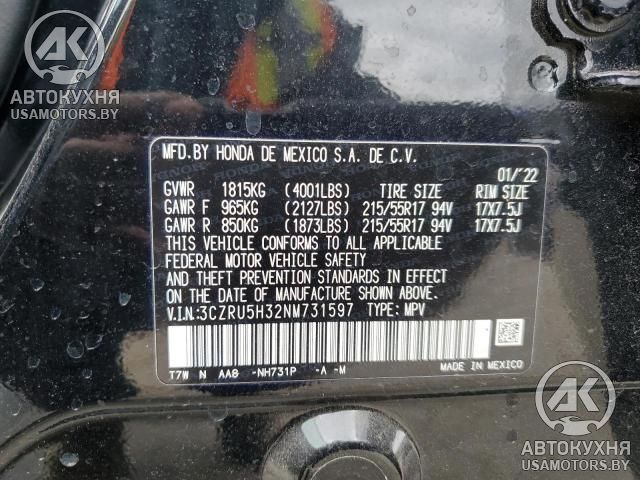 AK
АВТОКУХНЯ
USAMOTORS.BY
MFD.BY HONDA DE MEXICO S.A. DE C.V.
01/'22
GVWR 1815KG (4001LBS) TIRE SIZE RIM SIZE
GAWR F 965KG (2127LBS) 215/55R17 94V 17X7.5J
GAWR R 850KG (1873LBS) 215/55R17 94V 17X7.5J
THIS VEHICLE CONFORMS TO ALL APPLICABLE
FEDERAL MOTOR VEHICLE SAFETY
AND THEFT PREVENTION STANDARDS IN EFFECT
ON THE DATE OF MANUFACTURE SHOWN ABOVE.
V.I.N.:3CZRU5H32NM731597 TYPE: MPV
T7W N AA8 -NH731P -A -M
MADE IN MEXICO
AK
АВТОКУХНЯ
USAMOTORS.BY